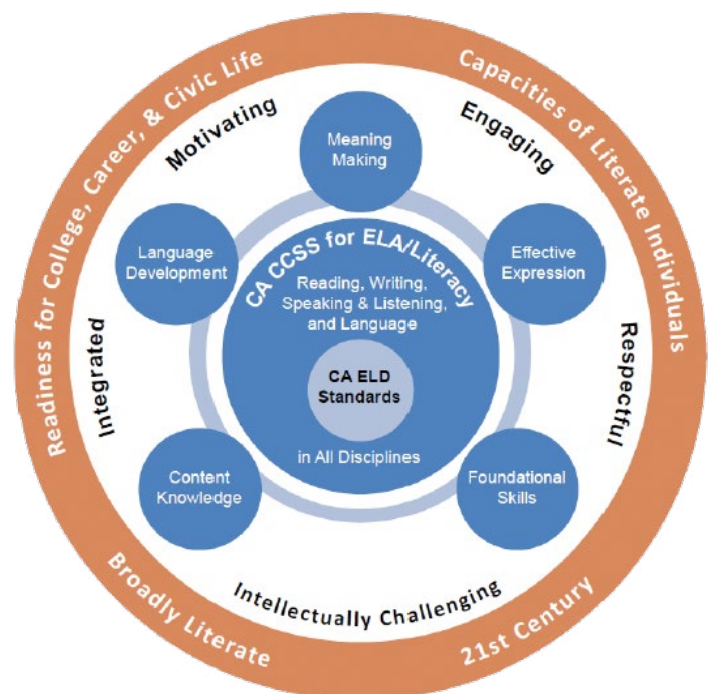 Readiness for College, Career, & Civic Life
Capacities of Literate Individuals
Motivating
Engaging
Meaning
Making
Language
Development
Effective
Expression
CA CCSS for ELA/Literacy
Reading, Writing,
Speaking & Listening,
and Language
CA ELD
Standards
in All Disciplines
Integrated
Respectful
Content
Knowledge
Foundational
Skills
Intellectually Challenging
Broadly Literate
21st Century